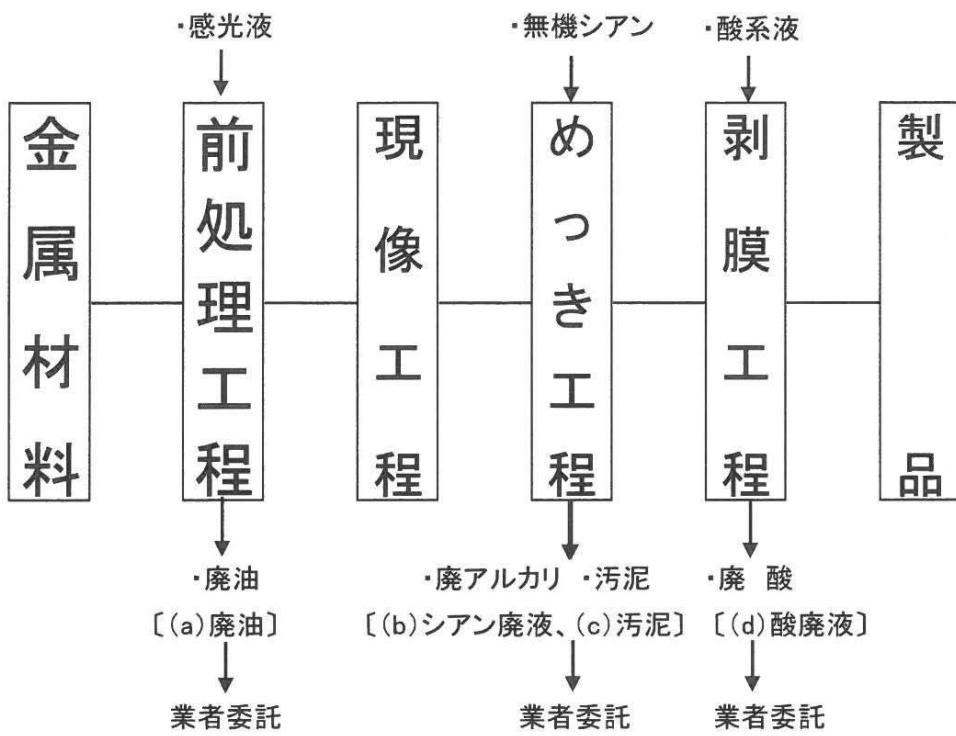 ・感光液
・無機シアン
・酸系液
金属材料
前処理工程
現像工程
めっき工程
剥膜工程
製品
・廃油
・廃アルカリ ・汚泥
・廃 酸
〔(a)廃油〕
〔(b)シアン廃液、(c)汚泥〕
〔(d)酸廃液〕
業者委託
業者委託
業者委託